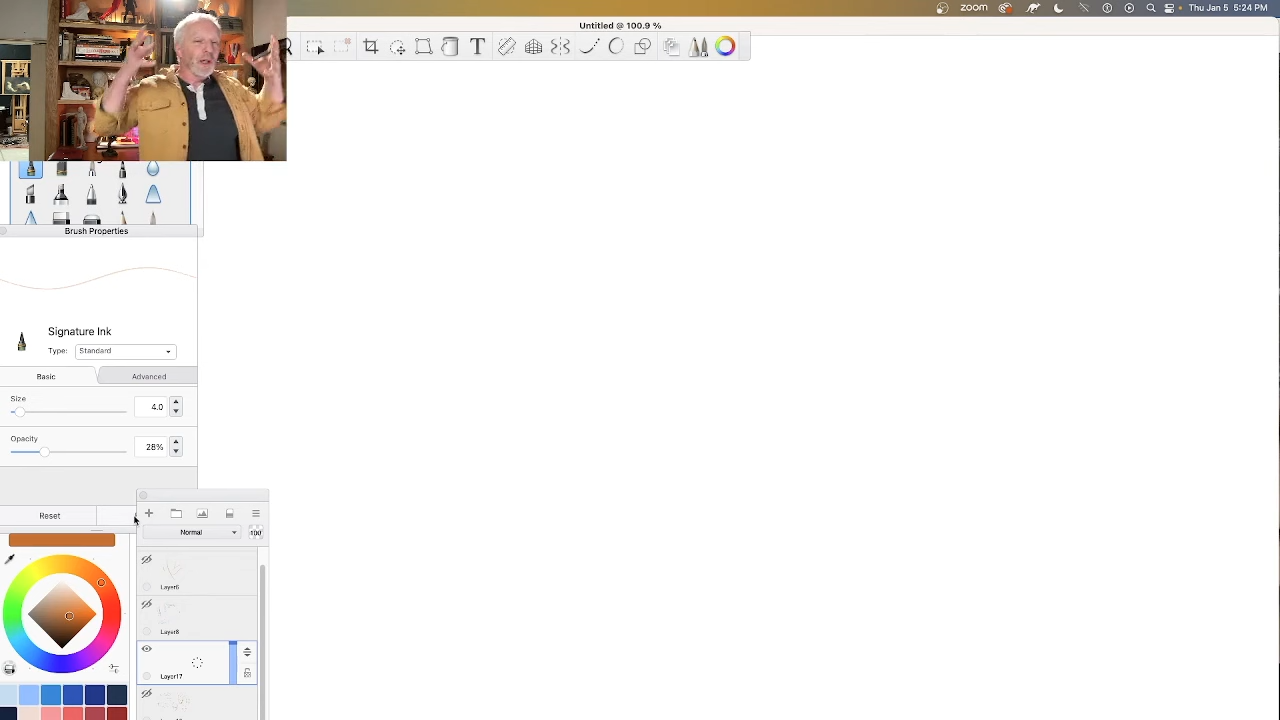 zoom
Thu Jan 5 5:24 PM
Untitled @ 100.9 %
Brush Properties
Signature Ink
Type: Standard
Basic Advanced
Size
4.0
Opacity
28%
Reset
Normal
Layer6
Layer8
Layer17